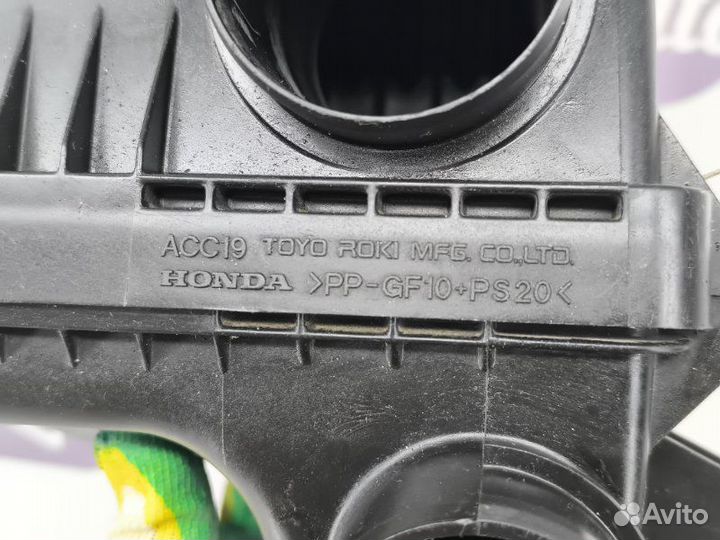 ACC19 TOYO ROKI MFG. CO.,LTD.
HONDA >PP-GF10+PS20<
Avito